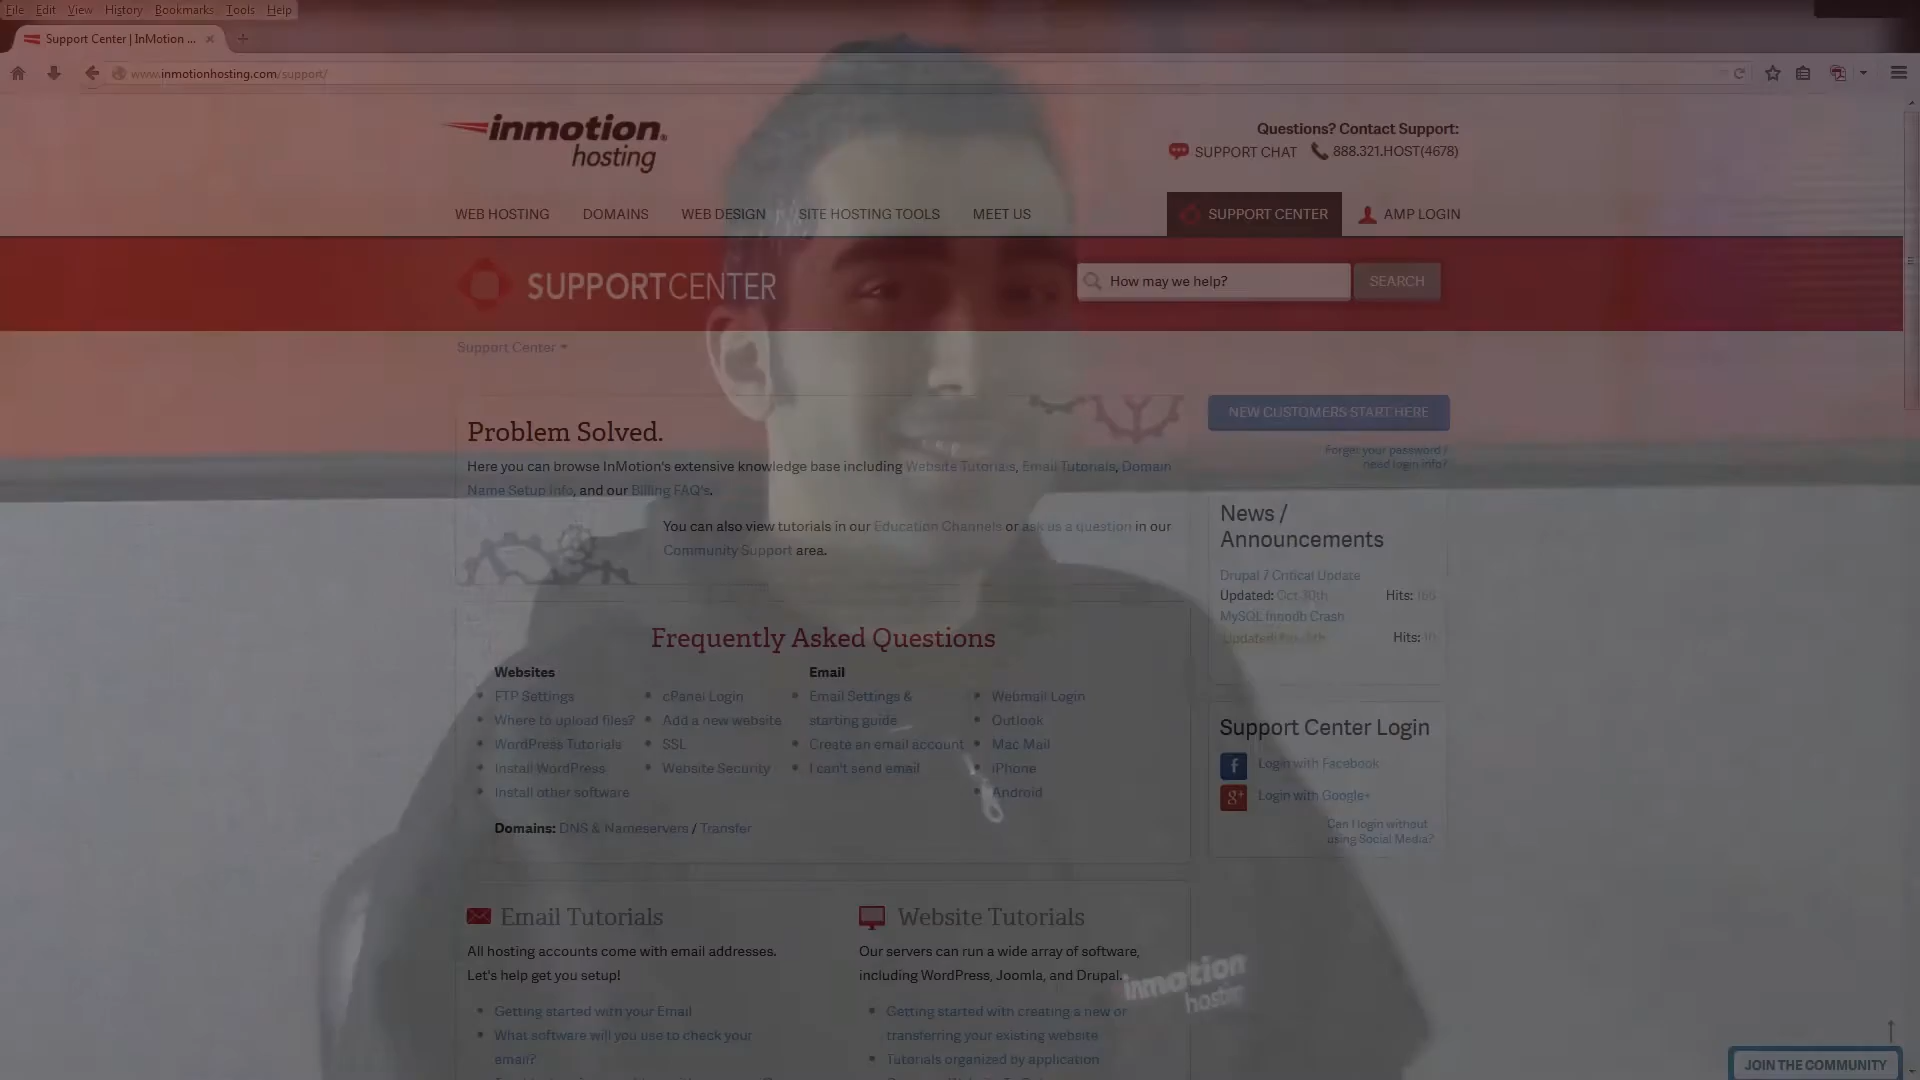 File Edit View History Bookmarks Tools Help
Support Center | InMotion ...
www.inmotionhosting.com/support/
inmotion hosting
Questions? Contact Support:
SUPPORT CHAT 888.321.HOST(4678)
WEB HOSTING DOMAINS WEB DESIGN SITE HOSTING TOOLS MEET US SUPPORT CENTER AMP LOGIN
SUPPORTCENTER How may we help? SEARCH
Support Center
Problem Solved.
Here you can browse InMotion's extensive knowledge base including Website Tutorials, Email Tutorials, Domain
Name Setup Info, and our Billing FAQ's.
You can also view tutorials in our Education Channels or ask us a question in our
Community Support area.
NEW CUSTOMERS START HERE
Forget your password /
need login info?
News /
Announcements
Drupal 7 Critical Update
Updated: Oct 30th Hits:
MySQL Innodb Crash
Hits:
Frequently Asked Questions
Websites
FTP Settings
Where to upload files?
WordPress Tutorials
Install WordPress
Install other software
cPanel Login
Add a new website
SSL
Website Security
Email
Email Settings &
starting guide
Create an email account
I can't send email
Webmail Login
Outlook
Mac Mail
iPhone
Android
Domains: DNS & Nameservers / Transfer
Support Center Login
f Login with Facebook
g+ Login with Google+
Can I login without
using Social Media?
Email Tutorials
All hosting accounts come with email addresses.
Let's help get you setup!
Getting started with your Email
What software will you use to check your
email?
Website Tutorials
Our servers can run a wide array of software,
including WordPress, Joomla, and Drupal.
Getting started with creating a new or
transferring your existing website
Tutorials organized by application
inmotion
hosting
JOIN THE COMMUNITY